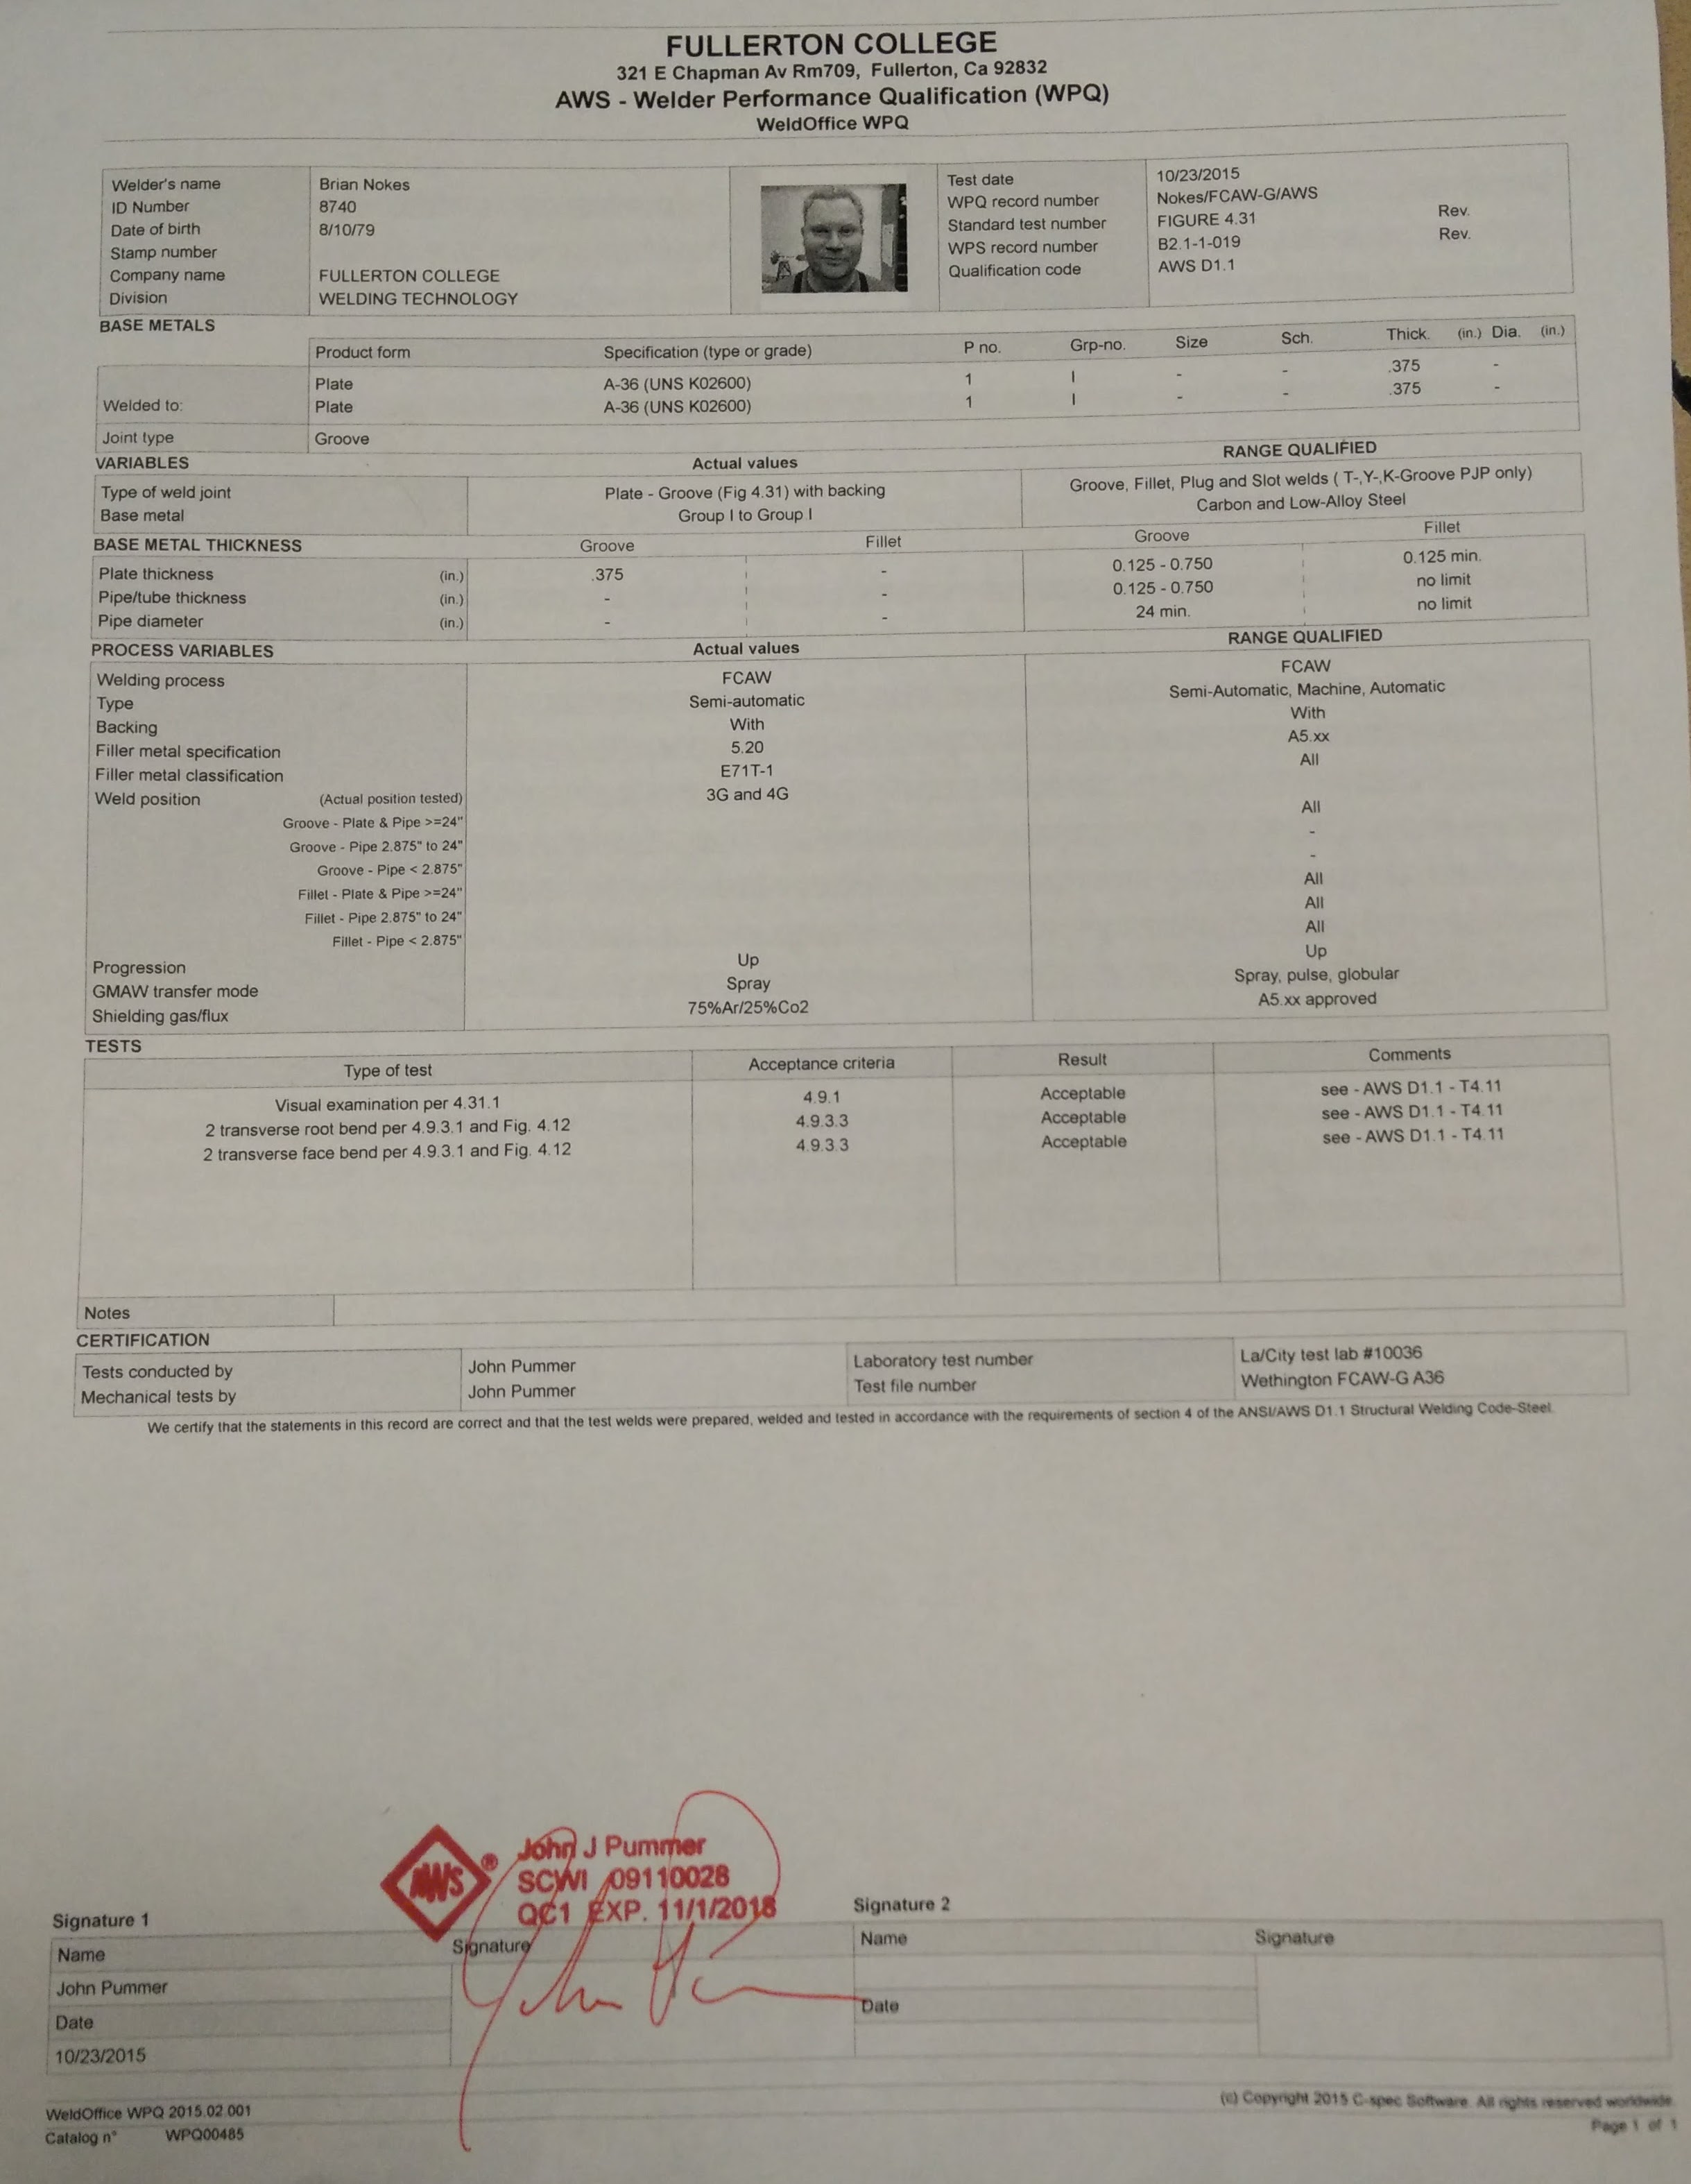 FULLERTON COLLEGE
321 E Chapman Av Rm709, Fullerton, Ca 92832
AWS - Welder Performance Qualification (WPQ)
WeldOffice WPQ
Welder's name Brian Nokes Test date 10/23/2015
ID Number 8740 WPQ record number Nokes/FCAW-G/AWS
Date of birth 8/10/79 Standard test number FIGURE 4.31 Rev.
Stamp number WPS record number B2.1-1-019 Rev.
Company name FULLERTON COLLEGE Qualification code AWS D1.1
Division WELDING TECHNOLOGY
BASE METALS
Product form Specification (type or grade) P no. Grp-no. Size Sch. Thick. (in.) Dia. (in.)
Plate A-36 (UNS K02600) 1 I - - .375 -
Welded to: Plate A-36 (UNS K02600) 1 I - - .375 -
Joint type Groove
VARIABLES Actual values RANGE QUALIFIED
Type of weld joint Plate - Groove (Fig 4.31) with backing Groove, Fillet, Plug and Slot welds ( T-,Y-,K-Groove PJP only)
Base metal Group I to Group I Carbon and Low-Alloy Steel
BASE METAL THICKNESS Groove Fillet Groove Fillet
Plate thickness (in.) .375 - 0.125 - 0.750 0.125 min.
Pipe/tube thickness (in.) - - 0.125 - 0.750 no limit
Pipe diameter (in.) - - 24 min. no limit
PROCESS VARIABLES Actual values RANGE QUALIFIED
Welding process FCAW FCAW
Type Semi-automatic Semi-Automatic, Machine, Automatic
Backing With With
Filler metal specification 5.20 A5.xx
Filler metal classification E71T-1 All
Weld position (Actual position tested) 3G and 4G
Groove - Plate & Pipe >=24" All
Groove - Pipe 2.875" to 24" -
Groove - Pipe < 2.875" -
Fillet - Plate & Pipe >=24" All
Fillet - Pipe 2.875" to 24" All
Fillet - Pipe < 2.875" All
Progression Up Up
GMAW transfer mode Spray Spray, pulse, globular
Shielding gas/flux 75%Ar/25%Co2 A5.xx approved
TESTS
Type of test Acceptance criteria Result Comments
Visual examination per 4.31.1 4.9.1 Acceptable see - AWS D1.1 - T4.11
2 transverse root bend per 4.9.3.1 and Fig. 4.12 4.9.3.3 Acceptable see - AWS D1.1 - T4.11
2 transverse face bend per 4.9.3.1 and Fig. 4.12 4.9.3.3 Acceptable see - AWS D1.1 - T4.11
Notes
CERTIFICATION
Tests conducted by John Pummer Laboratory test number La/City test lab #10036
Mechanical tests by John Pummer Test file number Wethington FCAW-G A36
We certify that the statements in this record are correct and that the test welds were prepared, welded and tested in accordance with the requirements of section 4 of the ANSI/AWS D1.1 Structural Welding Code-Steel.
AWS ® John J Pummer
SCWI 09110028
QC1 EXP. 11/1/2018
Signature 1 Signature 2
Name Signature Name Signature
John Pummer John Pummer
Date Date
10/23/2015
WeldOffice WPQ 2015.02.001 (c) Copyright 2015 C-spec Software. All rights reserved worldwide.
Catalog n° WPQ00485 Page 1 of 1